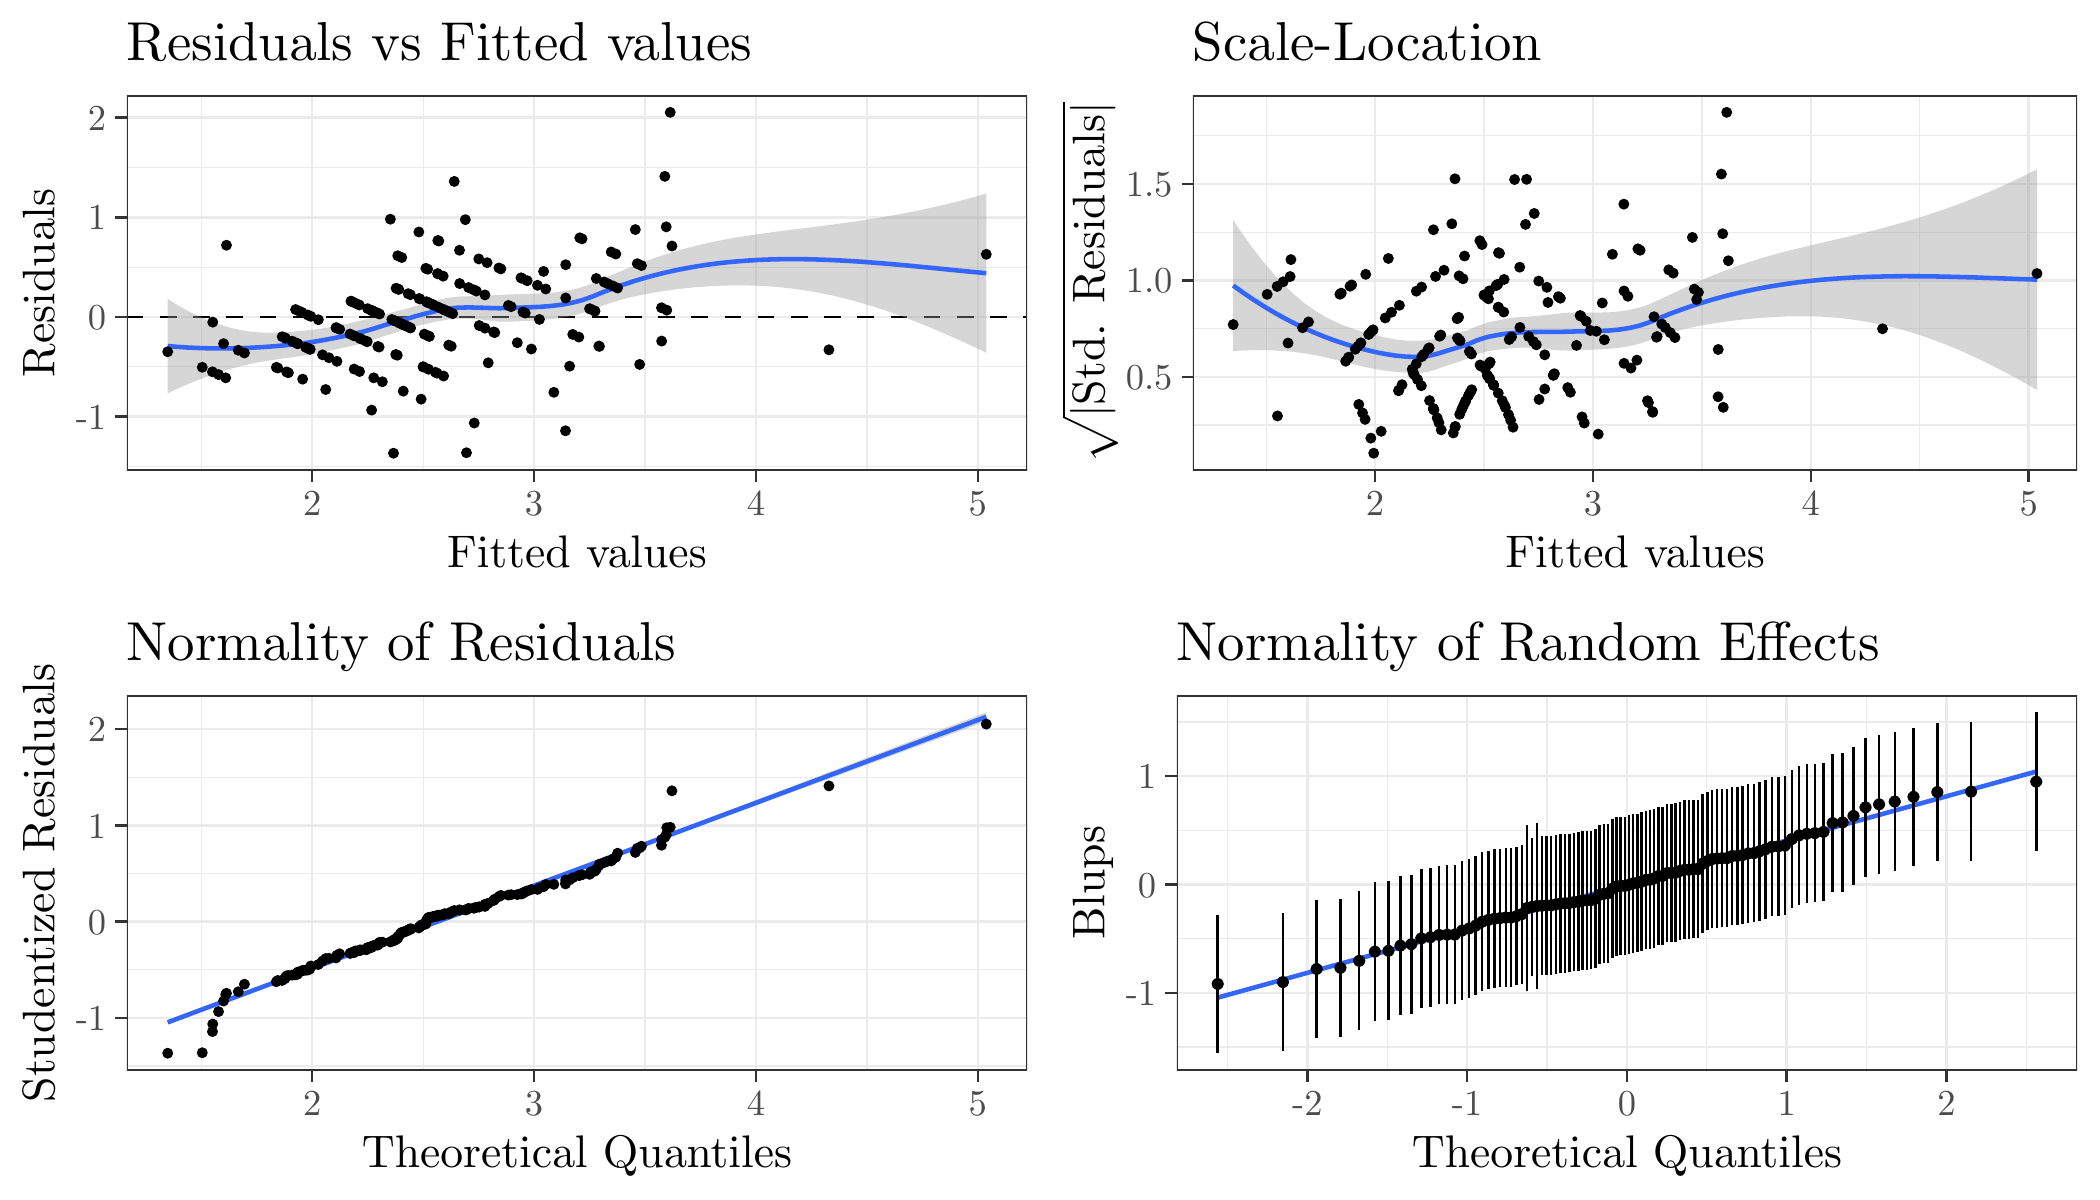 Residuals vs Fitted values
Residuals
2
1
0
-1
2 3 4 5
Fitted values
Scale-Location
√|Std. Residuals|
1.5
1.0
0.5
2 3 4 5
Fitted values
Normality of Residuals
Studentized Residuals
2
1
0
-1
2 3 4 5
Theoretical Quantiles
Normality of Random Effects
Blups
1
0
-1
-2 -1 0 1 2
Theoretical Quantiles